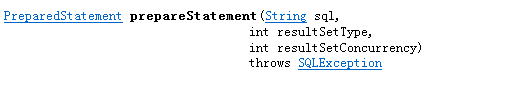 PreparedStatement prepareStatement(String sql,
int resultSetType,
int resultSetConcurrency)
throws SQLException